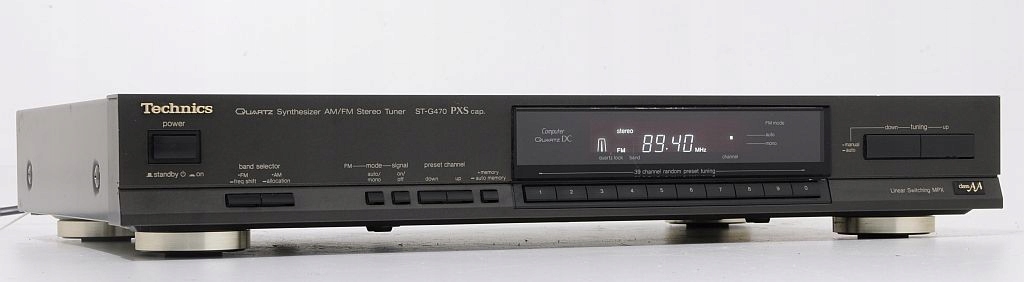 Technics
QUARTZ Synthesizer AM/FM Stereo Tuner ST-G470 PXS cap.
power
standby on
band selector
FM AM
freq shift allocation
FM mode signal
auto/ on/
mono off
preset channel
down up
memory
auto memory
Computer
QUARTZ DC
stereo
FM 89.40 MHz
quartz lock band channel
FM mode
auto
mono
39 channel random preset tuning
1 2 3 4 5 6 7 8 9 0
down tuning up
manual
auto
Linear Switching MPX
class AA